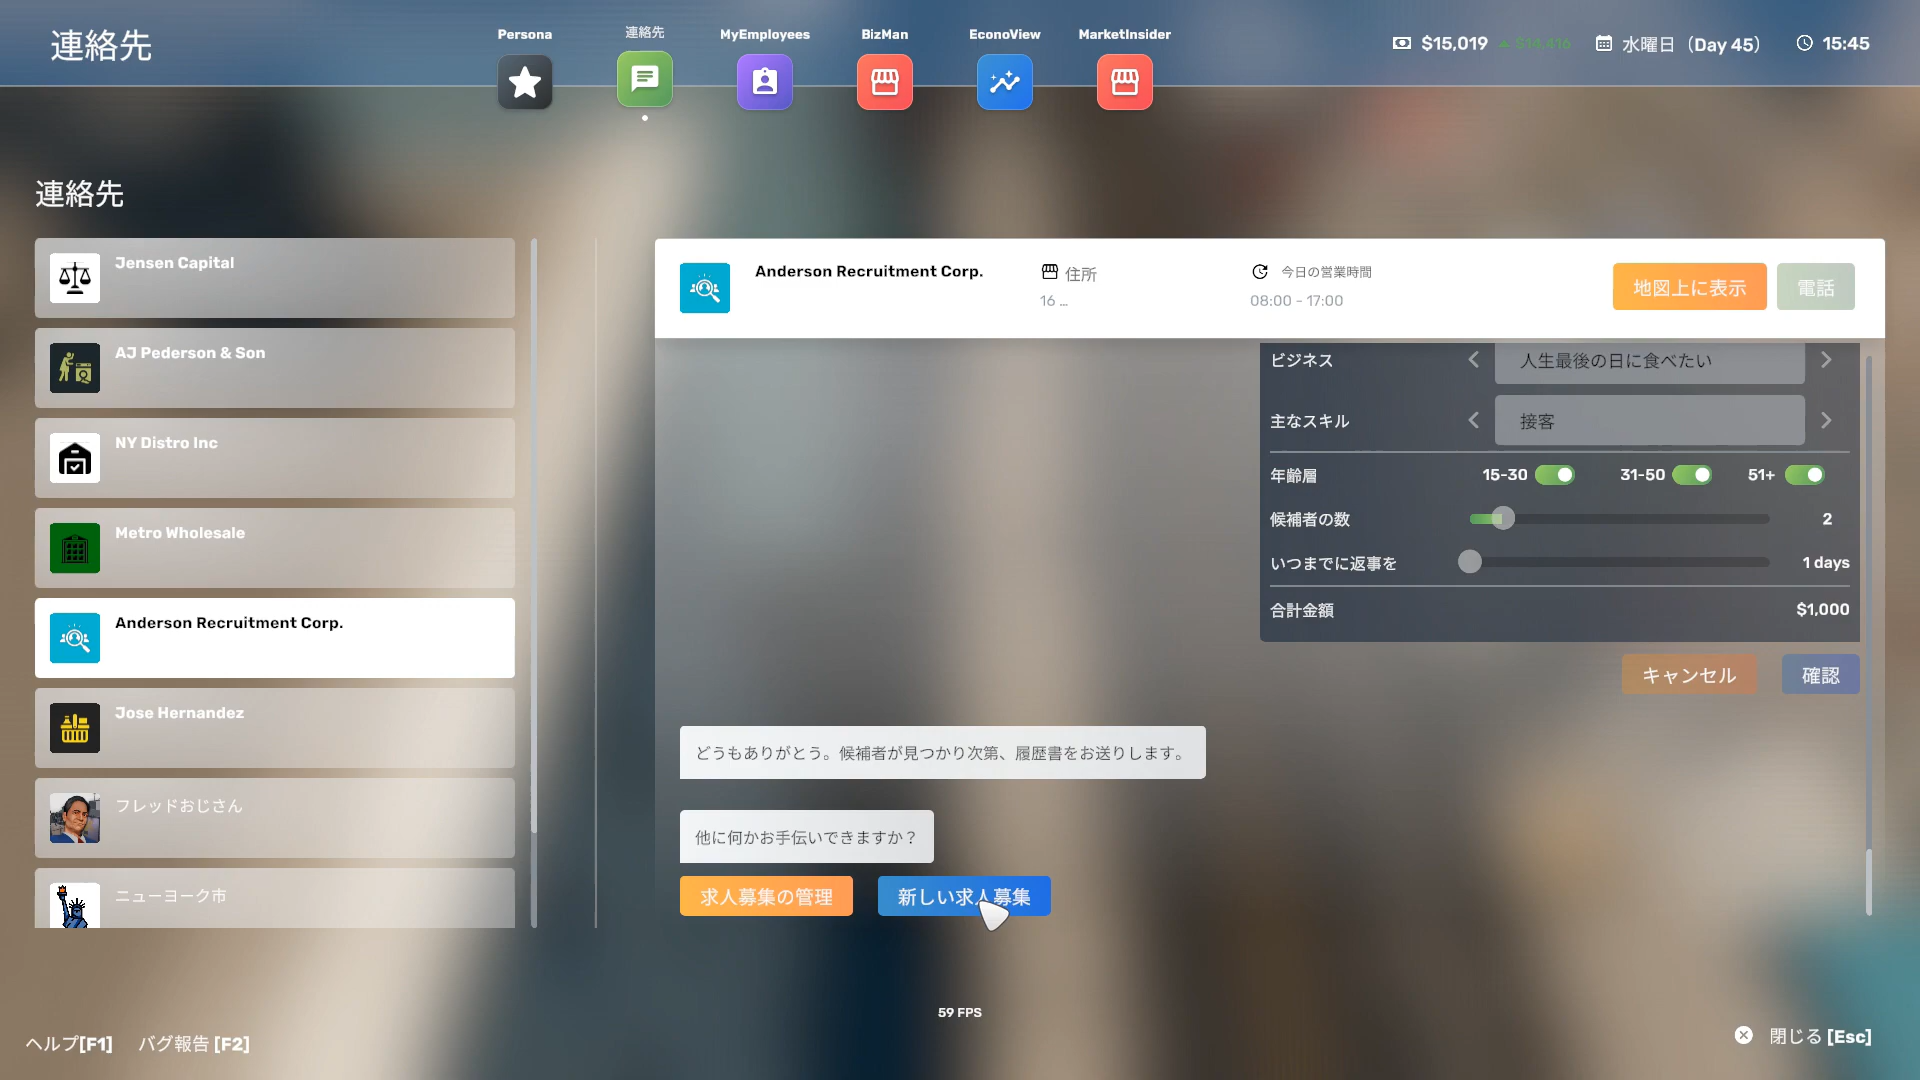 連絡先
Persona
連絡先
MyEmployees
BizMan
EconoView
MarketInsider
$15,019
$14,416
水曜日 (Day 45)
15:45
連絡先
Jensen Capital
AJ Pederson & Son
NY Distro Inc
Metro Wholesale
Anderson Recruitment Corp.
Jose Hernandez
フレッドおじさん
ニューヨーク市
Anderson Recruitment Corp.
住所
16 ...
今日の営業時間
08:00 - 17:00
地図上に表示
電話
ビジネス
人生最後の日に食べたい
主なスキル
接客
年齢層
15-30
31-50
51+
候補者の数
2
いつまでに返事を
1 days
合計金額
$1,000
キャンセル
確認
どうもありがとう。候補者が見つかり次第、履歴書をお送りします。
他に何かお手伝いできますか？
求人募集の管理
新しい求人募集
59 FPS
ヘルプ[F1]
バグ報告 [F2]
閉じる [Esc]